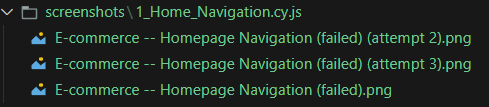 screenshots\1_Home_Navigation.cy.js
E-commerce -- Homepage Navigation (failed) (attempt 2).png
E-commerce -- Homepage Navigation (failed) (attempt 3).png
E-commerce -- Homepage Navigation (failed).png